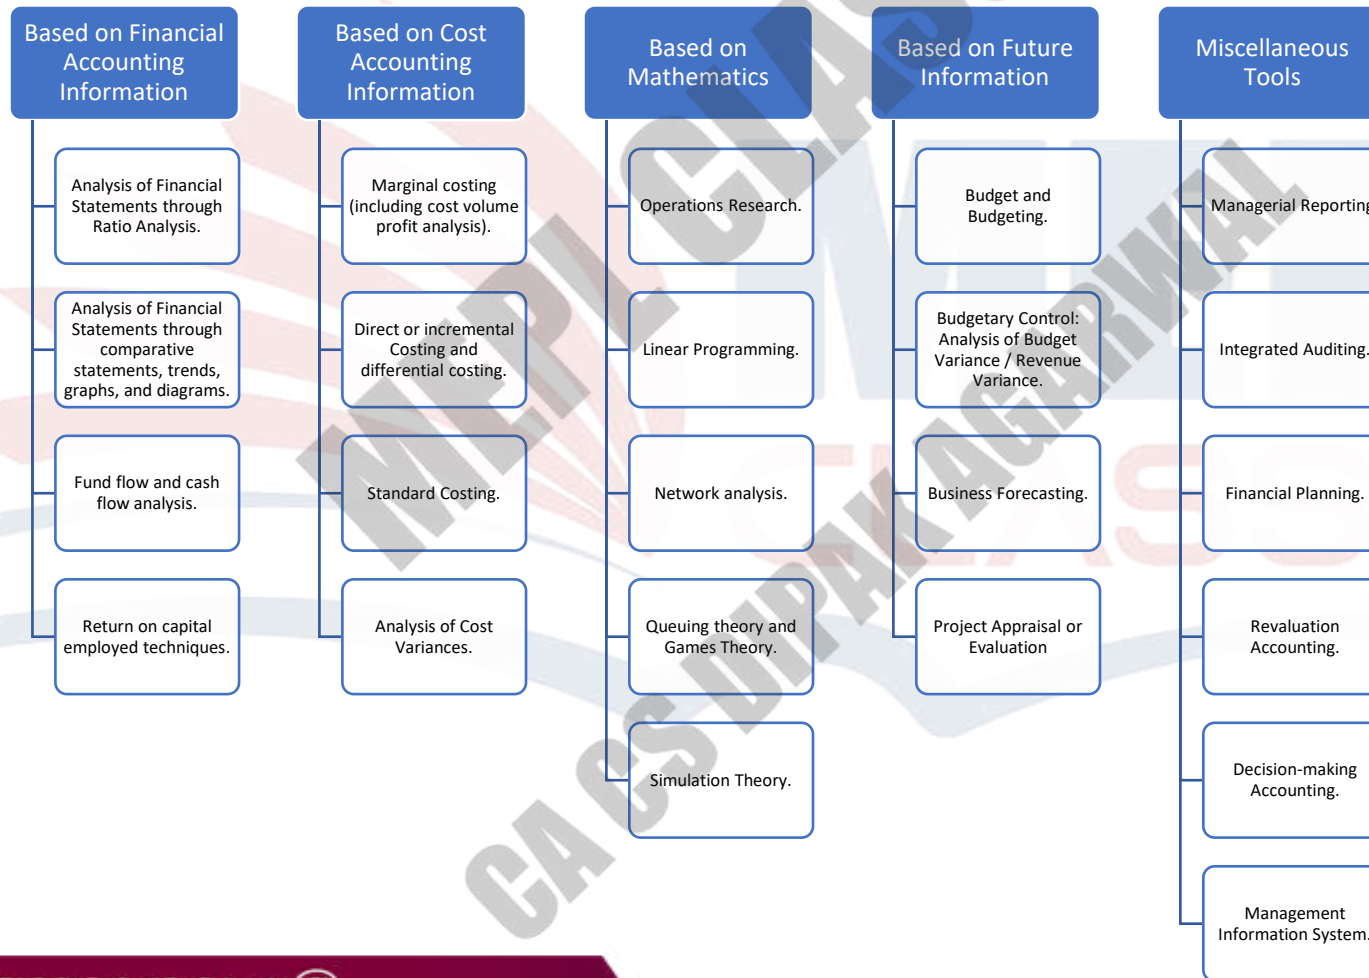 Based on Financial
Accounting
Information
Analysis of Financial
Statements through
Ratio Analysis.
Analysis of Financial
Statements through
comparative
statements, trends,
graphs, and diagrams.
Fund flow and cash
flow analysis.
Return on capital
employed techniques.
Based on Cost
Accounting
Information
Marginal costing
(including cost volume
profit analysis).
Direct or incremental
Costing and
differential costing.
Standard Costing.
Analysis of Cost
Variances.
Based on
Mathematics
Operations Research.
Linear Programming.
Network analysis.
Queuing theory and
Games Theory.
Simulation Theory.
Based on Future
Information
Budget and
Budgeting.
Budgetary Control:
Analysis of Budget
Variance / Revenue
Variance.
Business Forecasting.
Project Appraisal or
Evaluation
Miscellaneous
Tools
Managerial Reporting
Integrated Auditing.
Financial Planning.
Revaluation
Accounting.
Decision-making
Accounting.
Management
Information System.
MEPL CLASS
CA CS DIPAK AGARWAL
CLASS